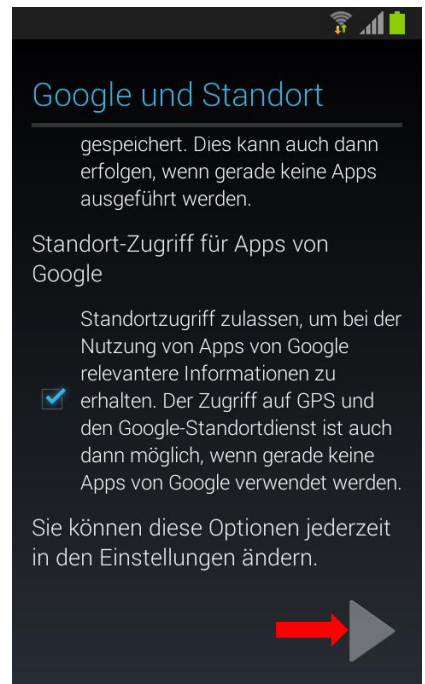 Google und Standort
gespeichert. Dies kann auch dann
erfolgen, wenn gerade keine Apps
ausgeführt werden.
Standort-Zugriff für Apps von
Google
Standortzugriff zulassen, um bei der
Nutzung von Apps von Google
relevantere Informationen zu
erhalten. Der Zugriff auf GPS und
den Google-Standortdienst ist auch
dann möglich, wenn gerade keine
Apps von Google verwendet werden.
Sie können diese Optionen jederzeit
in den Einstellungen ändern.